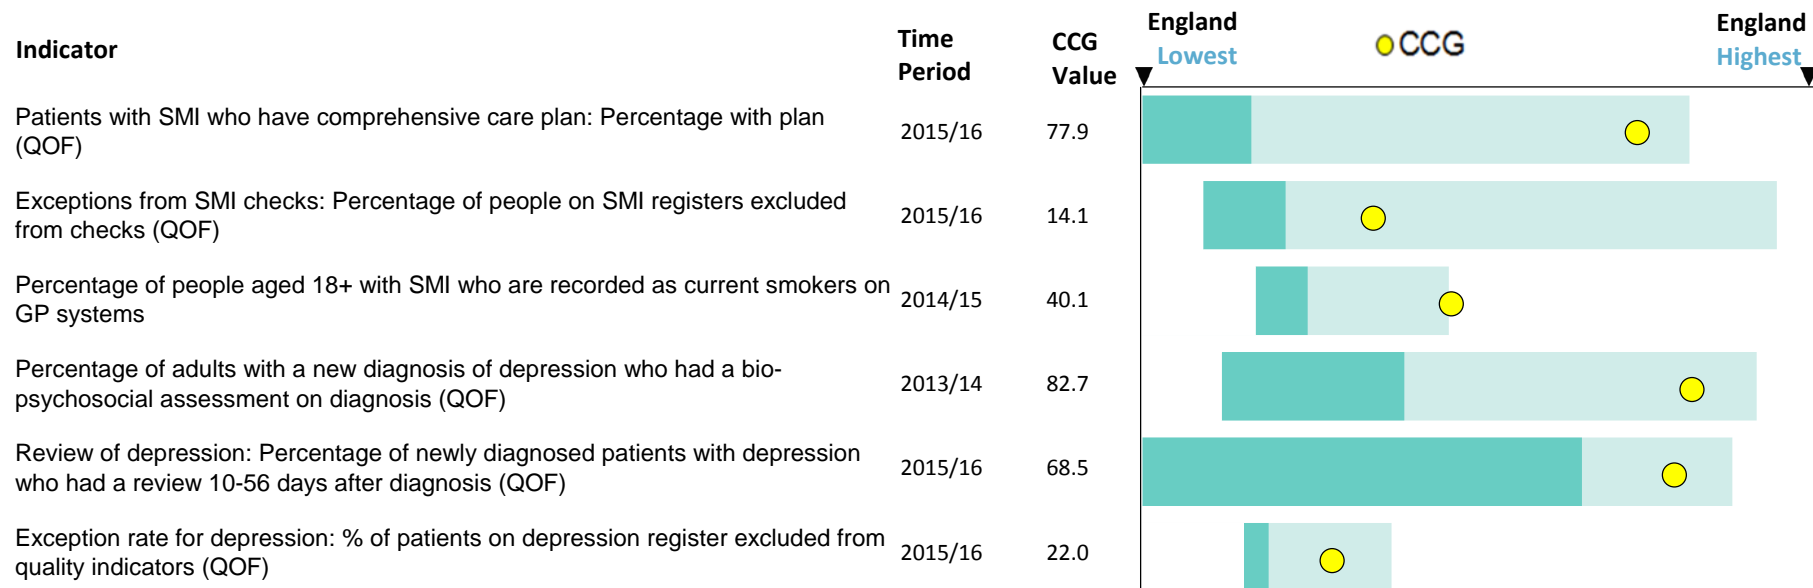 Indicator
Time
Period
CCG
Value
England
Lowest
CCG
England
Highest
Patients with SMI who have comprehensive care plan: Percentage with plan
(QOF)
2015/16
77.9
Exceptions from SMI checks: Percentage of people on SMI registers excluded
from checks (QOF)
2015/16
14.1
Percentage of people aged 18+ with SMI who are recorded as current smokers on
GP systems
2014/15
40.1
Percentage of adults with a new diagnosis of depression who had a bio-
psychosocial assessment on diagnosis (QOF)
2013/14
82.7
Review of depression: Percentage of newly diagnosed patients with depression
who had a review 10-56 days after diagnosis (QOF)
2015/16
68.5
Exception rate for depression: % of patients on depression register excluded from
quality indicators (QOF)
2015/16
22.0